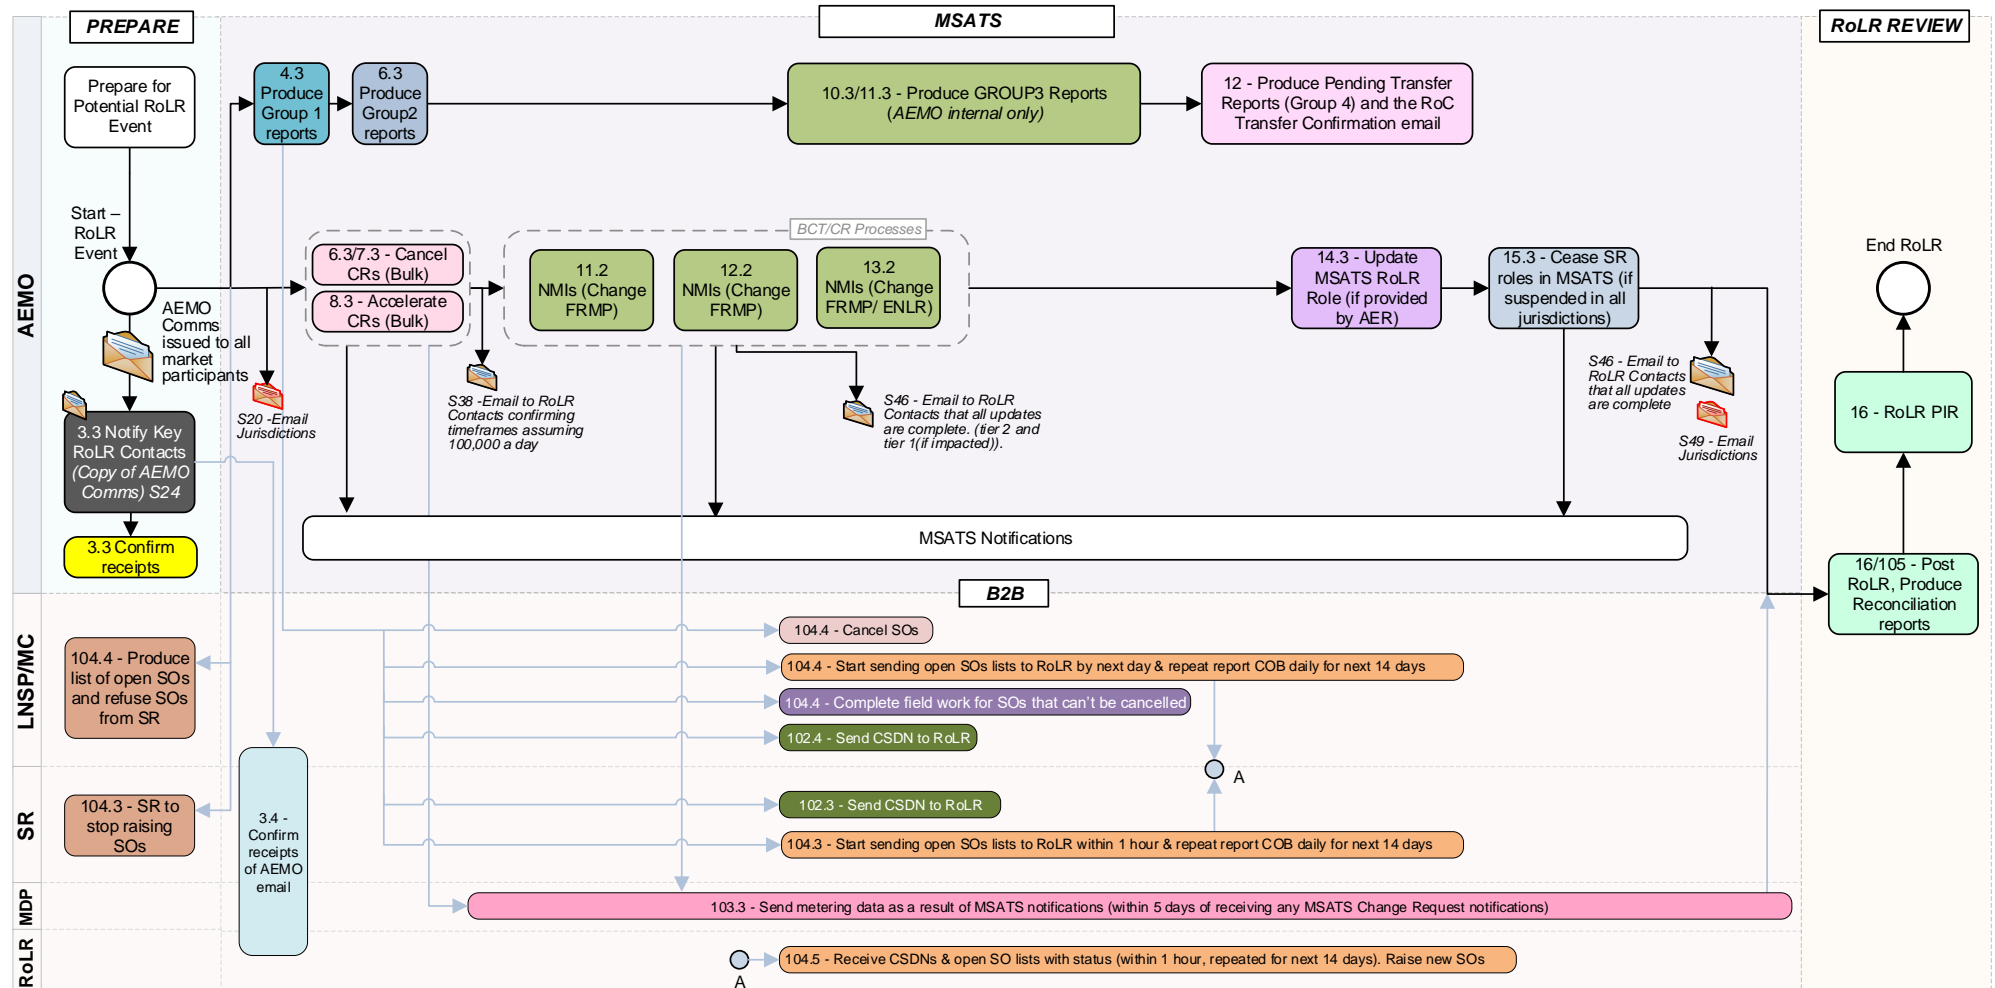 PREPARE
MSATS
RoLR REVIEW
AEMO
Prepare for
Potential RoLR
Event
4.3
Produce
Group 1
reports
6.3
Produce
Group2
reports
10.3/11.3 - Produce GROUP3 Reports
(AEMO internal only)
12 - Produce Pending Transfer
Reports (Group 4) and the RoC
Transfer Confirmation email
Start –
RoLR
Event
AEMO
Comms
issued to all
market
participants
3.3 Notify Key
RoLR Contacts
(Copy of AEMO
Comms) S24
3.3 Confirm
receipts
S20 -Email
Jurisdictions
6.3/7.3 - Cancel
CRs (Bulk)
8.3 - Accelerate
CRs (Bulk)
S38 -Email to RoLR
Contacts confirming
timeframes assuming
100,000 a day
BCT/CR Processes
11.2
NMIs (Change
FRMP)
12.2
NMIs (Change
FRMP)
13.2
NMIs (Change
FRMP/ ENLR)
S46 - Email to RoLR
Contacts that all updates
are complete. (tier 2 and
tier 1(if impacted)).
14.3 - Update
MSATS RoLR
Role (if provided
by AER)
15.3 - Cease SR
roles in MSATS (if
suspended in all
jurisdictions)
S46 - Email to
RoLR Contacts
that all updates
are complete
S49 - Email
Jurisdictions
MSATS Notifications
End RoLR
16 - RoLR PIR
16/105 - Post
RoLR, Produce
Reconciliation
reports
B2B
LNSP/MC
104.4 - Produce
list of open SOs
and refuse SOs
from SR
104.4 - Cancel SOs
104.4 - Start sending open SOs lists to RoLR by next day & repeat report COB daily for next 14 days
104.4 - Complete field work for SOs that can't be cancelled
102.4 - Send CSDN to RoLR
A
SR
104.3 - SR to
stop raising
SOs
3.4 -
Confirm
receipts
of AEMO
email
102.3 - Send CSDN to RoLR
104.3 - Start sending open SOs lists to RoLR within 1 hour & repeat report COB daily for next 14 days
MDP
103.3 - Send metering data as a result of MSATS notifications (within 5 days of receiving any MSATS Change Request notifications)
RoLR
A
104.5 - Receive CSDNs & open SO lists with status (within 1 hour, repeated for next 14 days). Raise new SOs